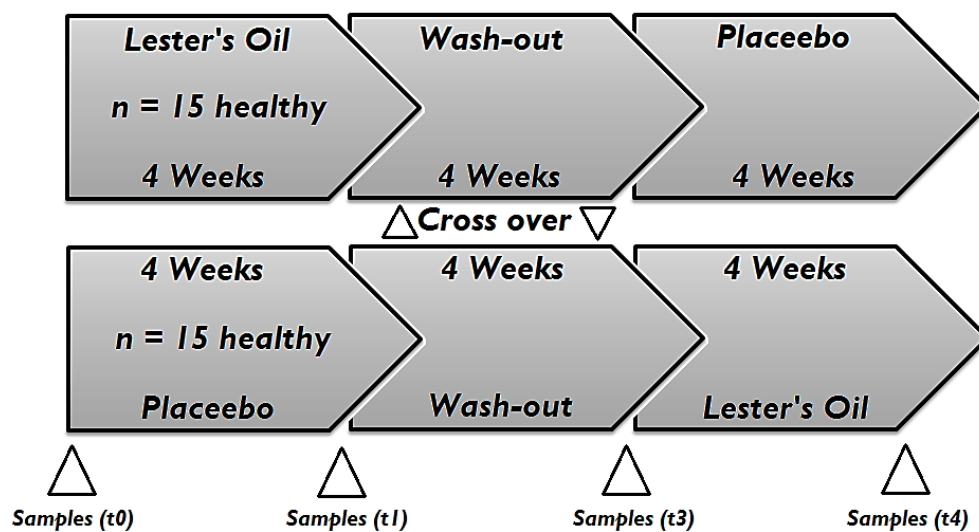 Lester's Oil
n = 15 healthy
4 Weeks
Wash-out
4 Weeks
Placeebo
4 Weeks
Cross over
4 Weeks
n = 15 healthy
Placeebo
4 Weeks
Wash-out
4 Weeks
Lester's Oil
Samples (t0)
Samples (t1)
Samples (t3)
Samples (t4)